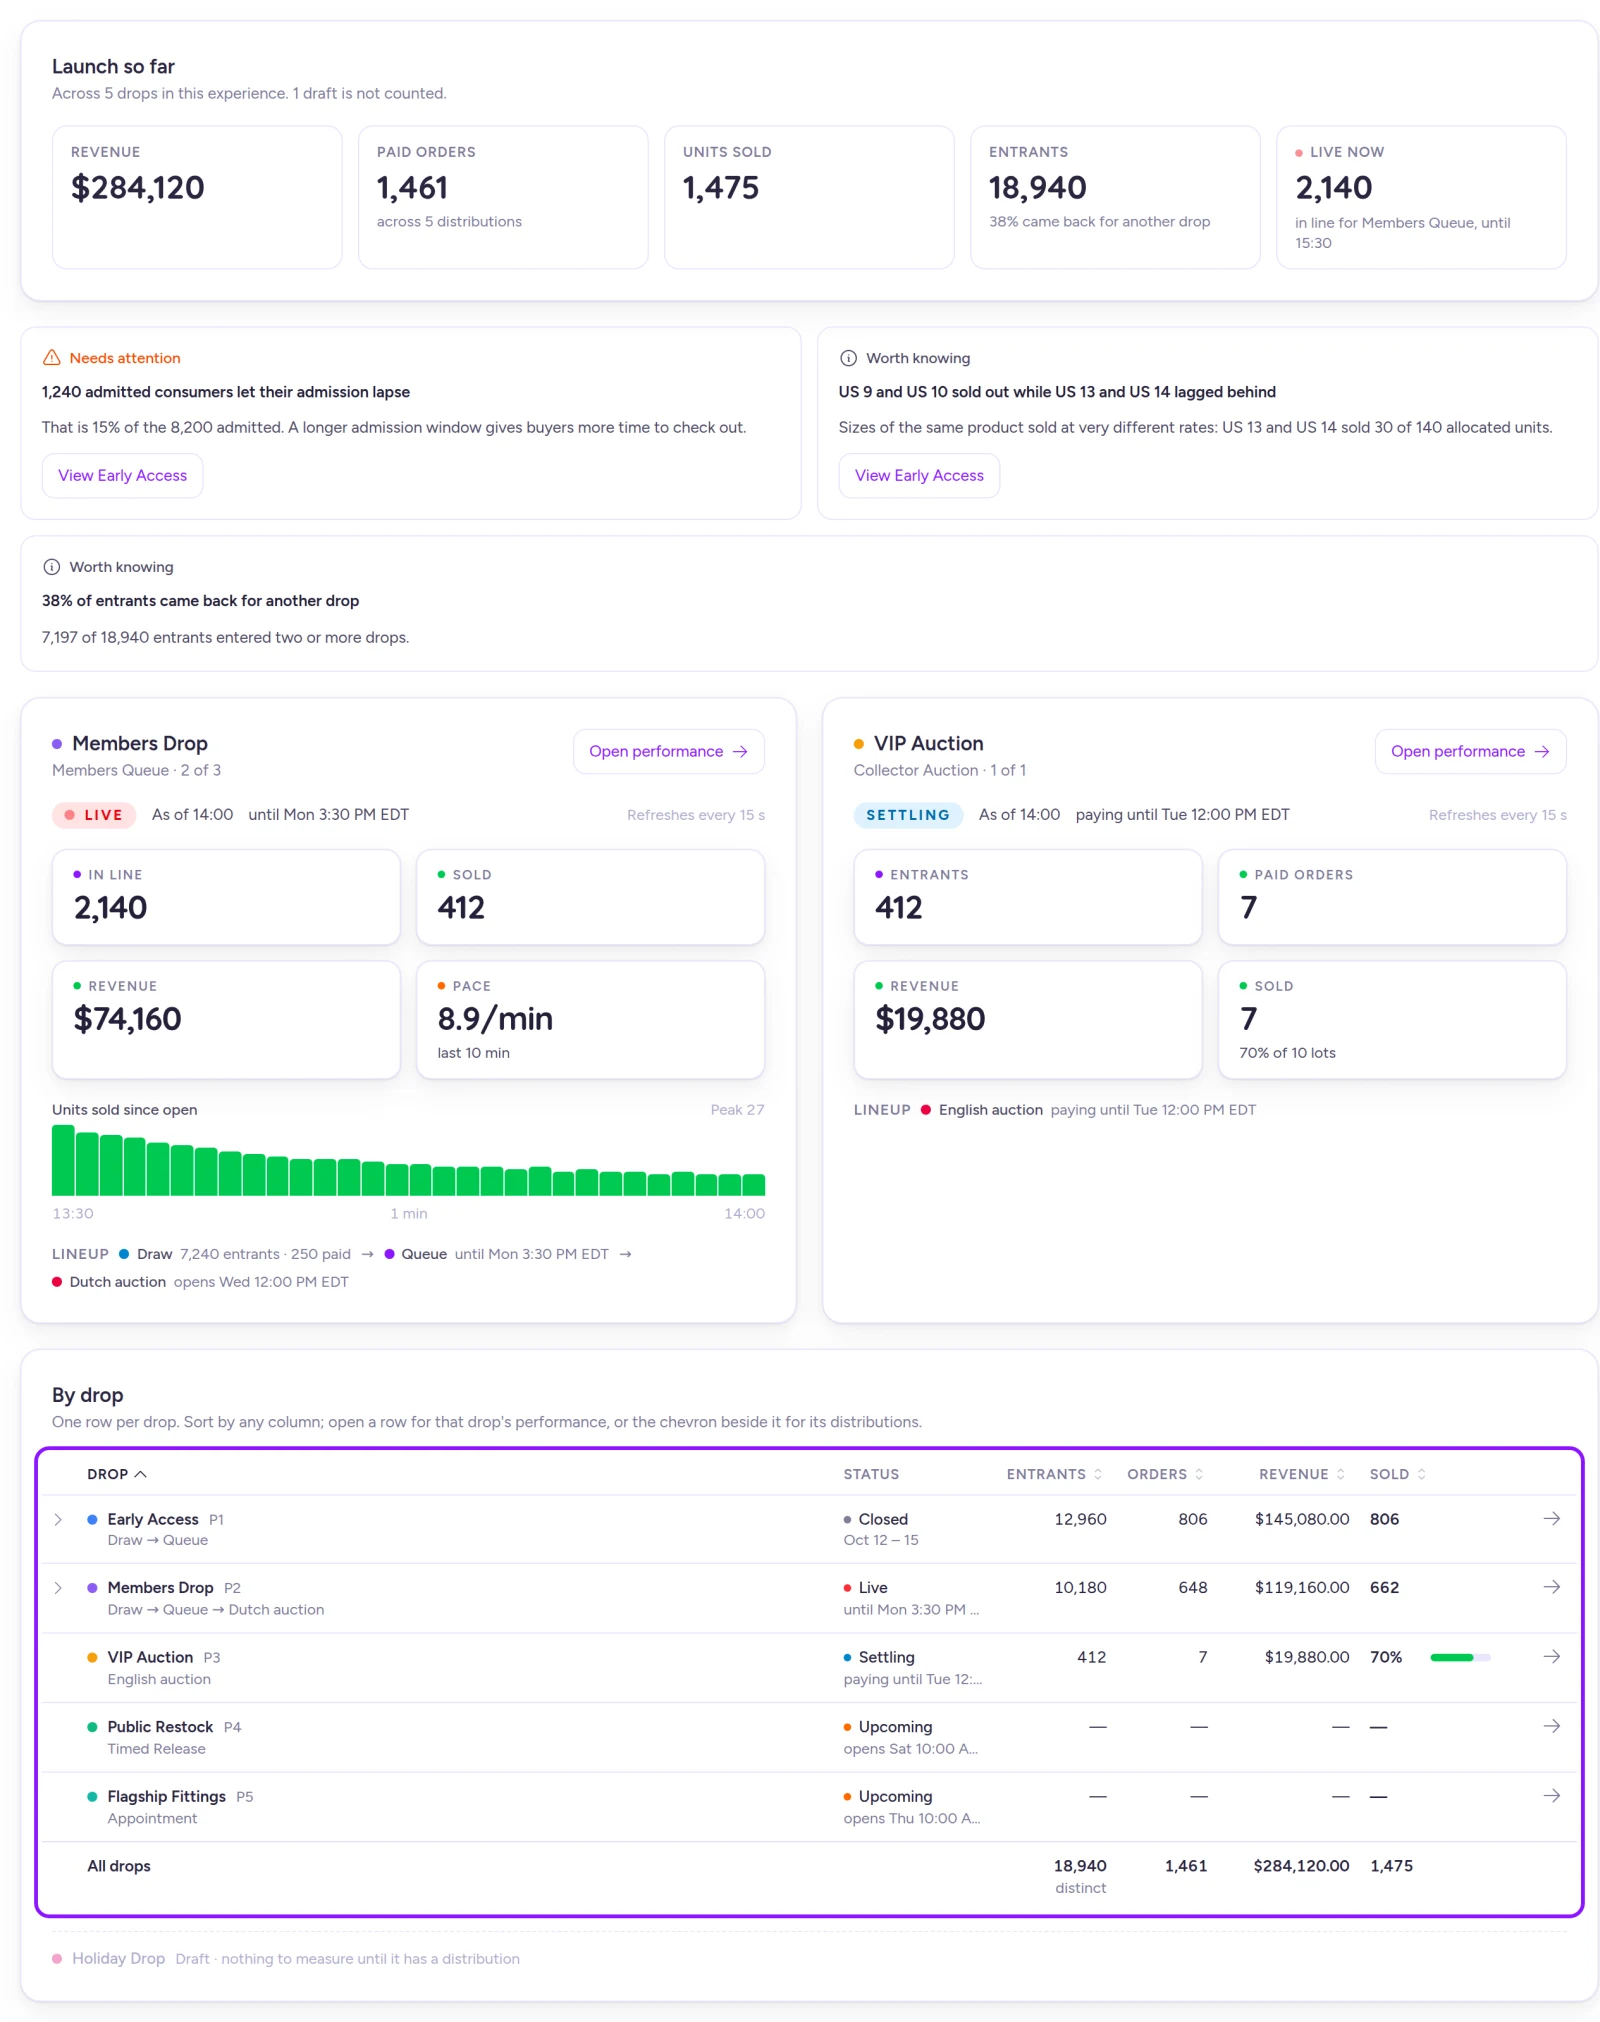 Launch so far
Across 5 drops in this experience. 1 draft is not counted.
REVENUE
$284,120
PAID ORDERS
1,461
across 5 distributions
UNITS SOLD
1,475
ENTRANTS
18,940
38% came back for another drop
LIVE NOW
2,140
in line for Members Queue, until
15:30
Needs attention
1,240 admitted consumers let their admission lapse
That is 15% of the 8,200 admitted. A longer admission window gives buyers more time to check out.
View Early Access
Worth knowing
US 9 and US 10 sold out while US 13 and US 14 lagged behind
Sizes of the same product sold at very different rates: US 13 and US 14 sold 30 of 140 allocated units.
View Early Access
Worth knowing
38% of entrants came back for another drop
7,197 of 18,940 entrants entered two or more drops.
Members Drop
Members Queue · 2 of 3
Open performance →
LIVE As of 14:00 until Mon 3:30 PM EDT Refreshes every 15 s
IN LINE
2,140
SOLD
412
REVENUE
$74,160
PACE
8.9/min
last 10 min
Units sold since open Peak 27
13:30 1 min 14:00
LINEUP Draw 7,240 entrants · 250 paid → Queue until Mon 3:30 PM EDT →
Dutch auction opens Wed 12:00 PM EDT
VIP Auction
Collector Auction · 1 of 1
Open performance →
SETTLING As of 14:00 paying until Tue 12:00 PM EDT Refreshes every 15 s
ENTRANTS
412
PAID ORDERS
7
REVENUE
$19,880
SOLD
7
70% of 10 lots
LINEUP English auction paying until Tue 12:00 PM EDT
By drop
One row per drop. Sort by any column; open a row for that drop's performance, or the chevron beside it for its distributions.
DROP STATUS ENTRANTS ORDERS REVENUE SOLD
Early Access P1 Closed 12,960 806 $145,080.00 806 →
Draw → Queue Oct 12 – 15
Members Drop P2 Live 10,180 648 $119,160.00 662 →
Draw → Queue → Dutch auction until Mon 3:30 PM ...
VIP Auction P3 Settling 412 7 $19,880.00 70% →
English auction paying until Tue 12:...
Public Restock P4 Upcoming — — — — →
Timed Release opens Sat 10:00 A...
Flagship Fittings P5 Upcoming — — — — →
Appointment opens Thu 10:00 A...
All drops 18,940 1,461 $284,120.00 1,475
distinct
Holiday Drop Draft · nothing to measure until it has a distribution